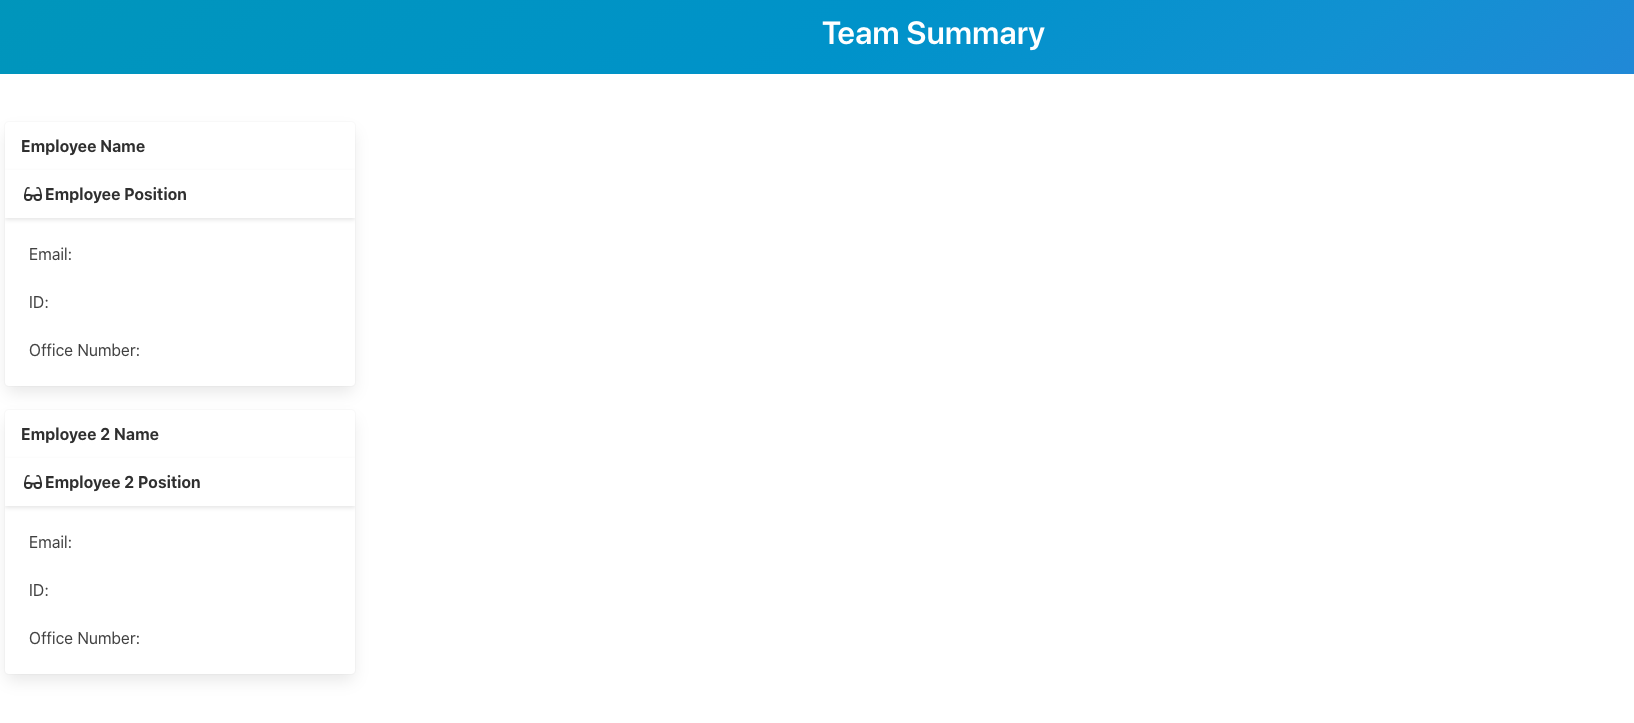 Team Summary
Employee Name
Employee Position
Email:
ID:
Office Number:
Employee 2 Name
Employee 2 Position
Email:
ID:
Office Number: